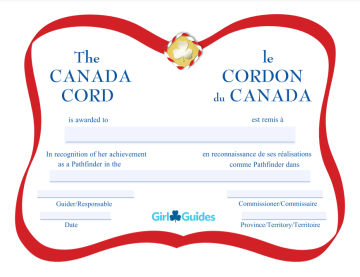 The
CANADA
CORD
le
CORDON
du CANADA
is awarded to
est remis à
In recognition of her achievement
as a Pathfinder in the
en reconnaissance de ses réalisations
comme Pathfinder dans
Guider/Responsable
Commissioner/Commissaire
Girl Guides
Date
Province/Territory/Territoire